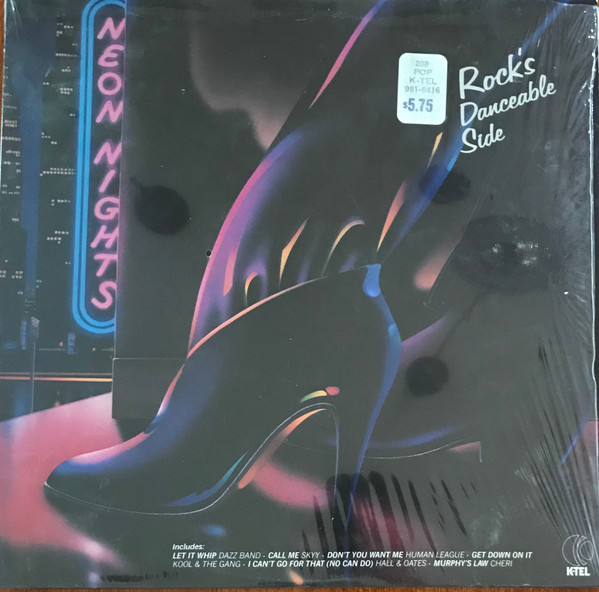 NEON NIGHTS
208
POP
K-TEL
981-0416
$5.75
Rock's
Danceable
Side
Includes:
LET IT WHIP DAZZ BAND · CALL ME SKYY · DON'T YOU WANT ME HUMAN LEAGUE · GET DOWN ON IT
KOOL & THE GANG · I CAN'T GO FOR THAT (NO CAN DO) HALL & OATES · MURPHY'S LAW CHERI
K-TEL